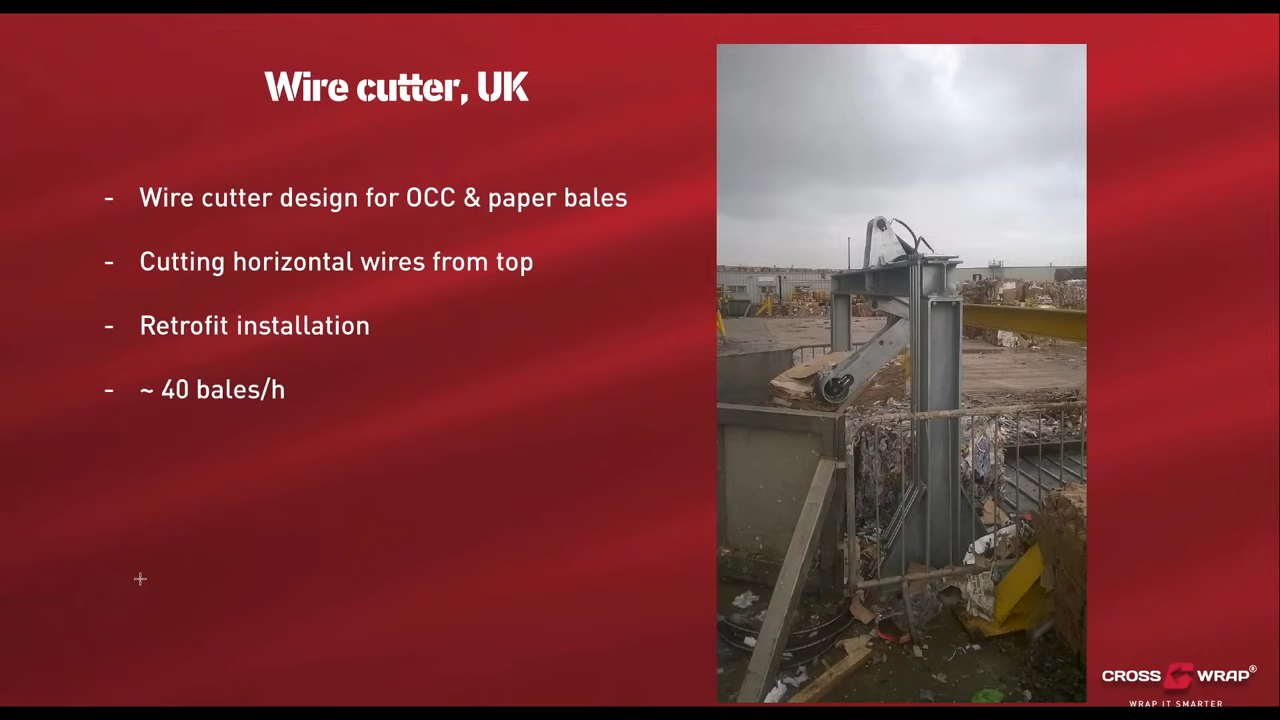 Wire cutter, UK
- Wire cutter design for OCC & paper bales
- Cutting horizontal wires from top
- Retrofit installation
- ~ 40 bales/h
CROSS WRAP®
WRAP IT SMARTER